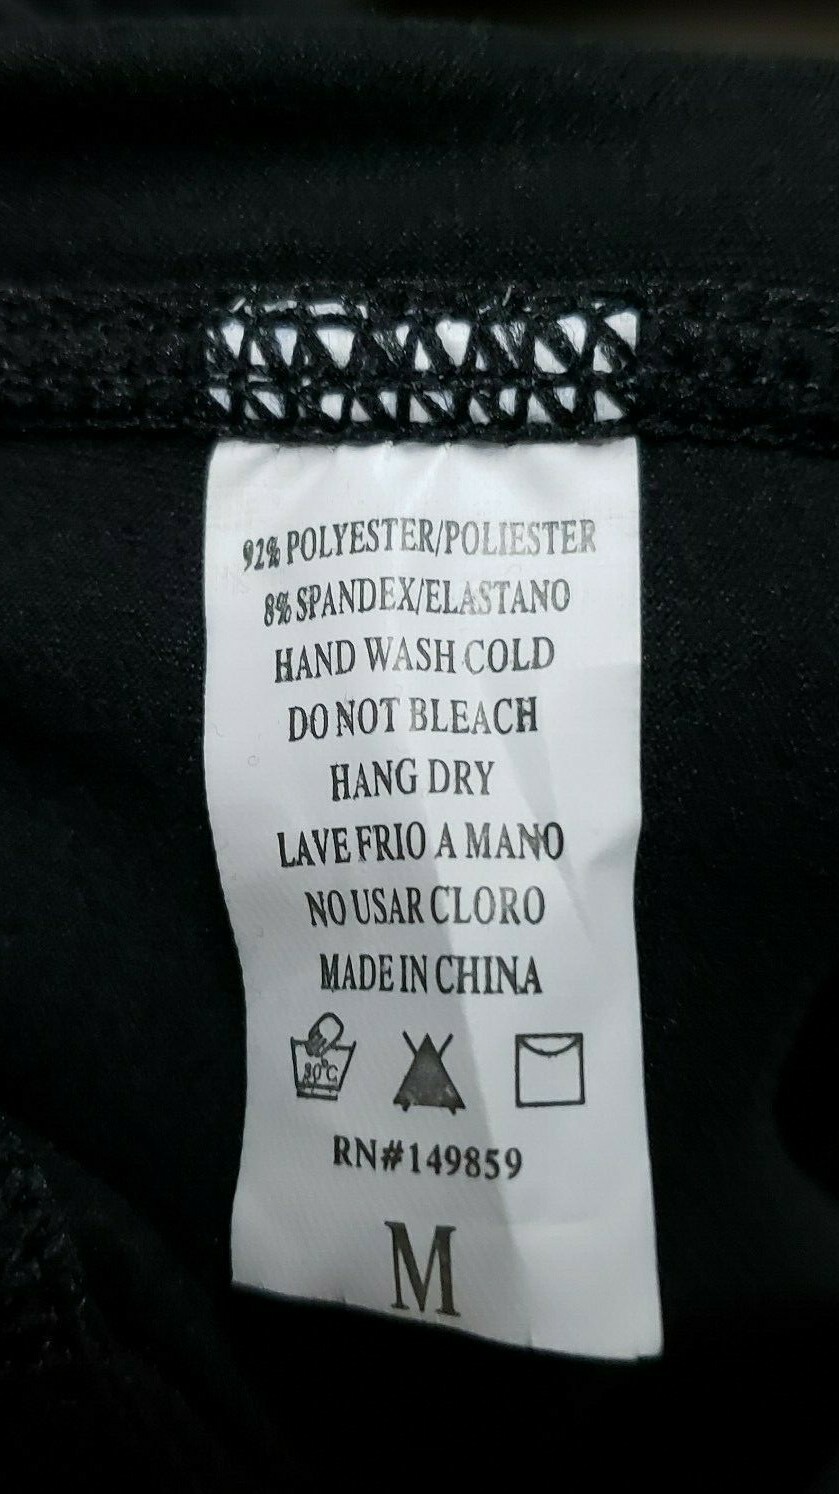 92% POLYESTER/POLIESTER
8% SPANDEX/ELASTANO
HAND WASH COLD
DO NOT BLEACH
HANG DRY
LAVE FRIO A MANO
NO USAR CLORO
MADE IN CHINA
30°C
RN#149859
M